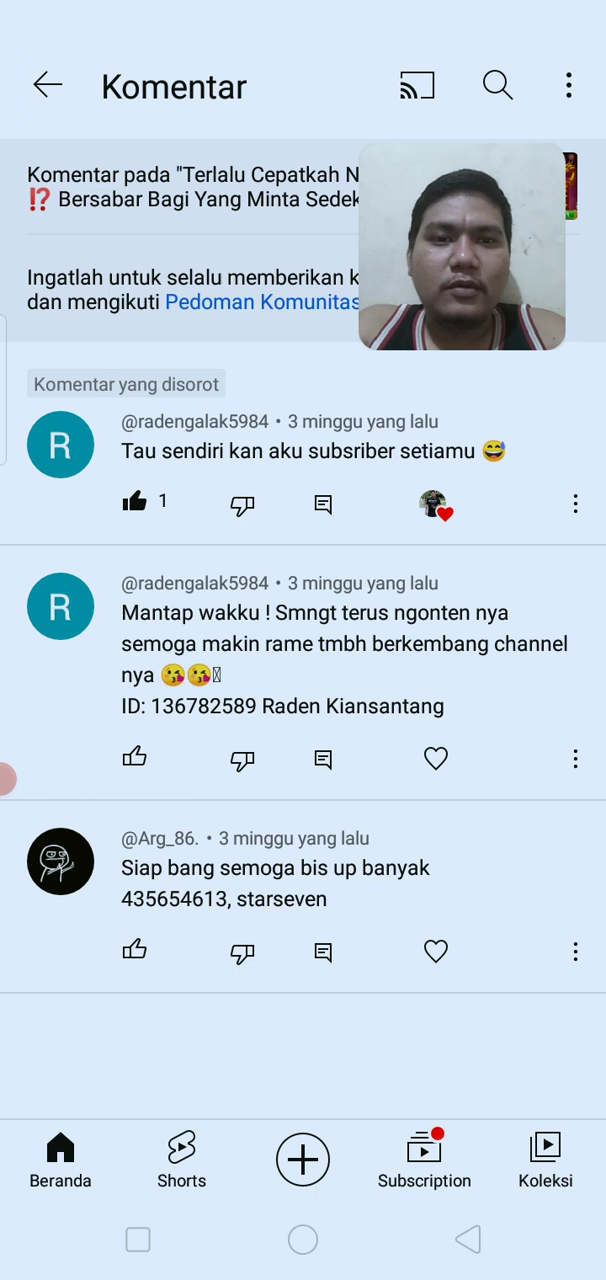 Komentar
Komentar pada "Terlalu Cepatkah N
⁉️ Bersabar Bagi Yang Minta Sedek
Ingatlah untuk selalu memberikan k
dan mengikuti Pedoman Komunitas
Komentar yang disorot
@radengalak5984 • 3 minggu yang lalu
R
Tau sendiri kan aku subsriber setiamu 😅
1
@radengalak5984 • 3 minggu yang lalu
R
Mantap wakku ! Smngt terus ngonten nya
semoga makin rame tmbh berkembang channel
nya 😘😘
ID: 136782589 Raden Kiansantang
@Arg_86. • 3 minggu yang lalu
Siap bang semoga bis up banyak
435654613, starseven
Beranda
Shorts
Subscription
Koleksi